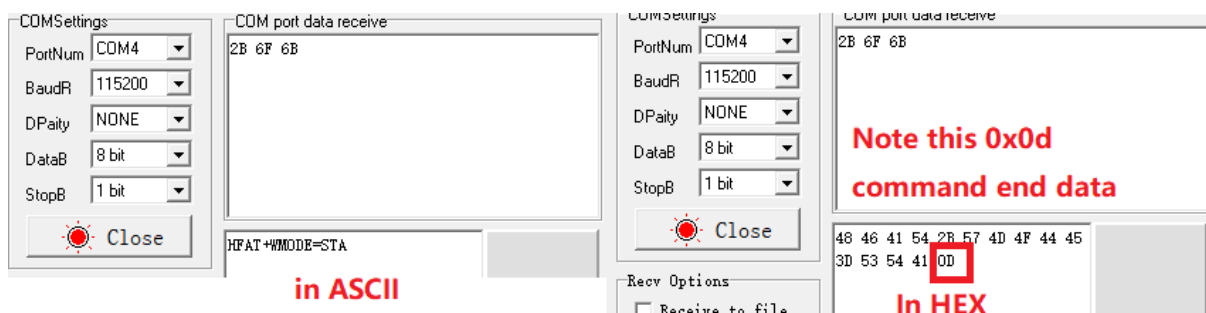 COMSettings
PortNum COM4
BaudR 115200
DPaity NONE
DataB 8 bit
StopB 1 bit
Close
COM port data receive
2B 6F 6B
HFAT+WMODE=STA
in ASCII
COMSettings
PortNum COM4
BaudR 115200
DPaity NONE
DataB 8 bit
StopB 1 bit
Close
Recv Options
Receive to file
COM port data receive
2B 6F 6B
Note this 0x0d
command end data
48 46 41 54 2B 57 4D 4F 44 45
3D 53 54 41 0D
In HEX